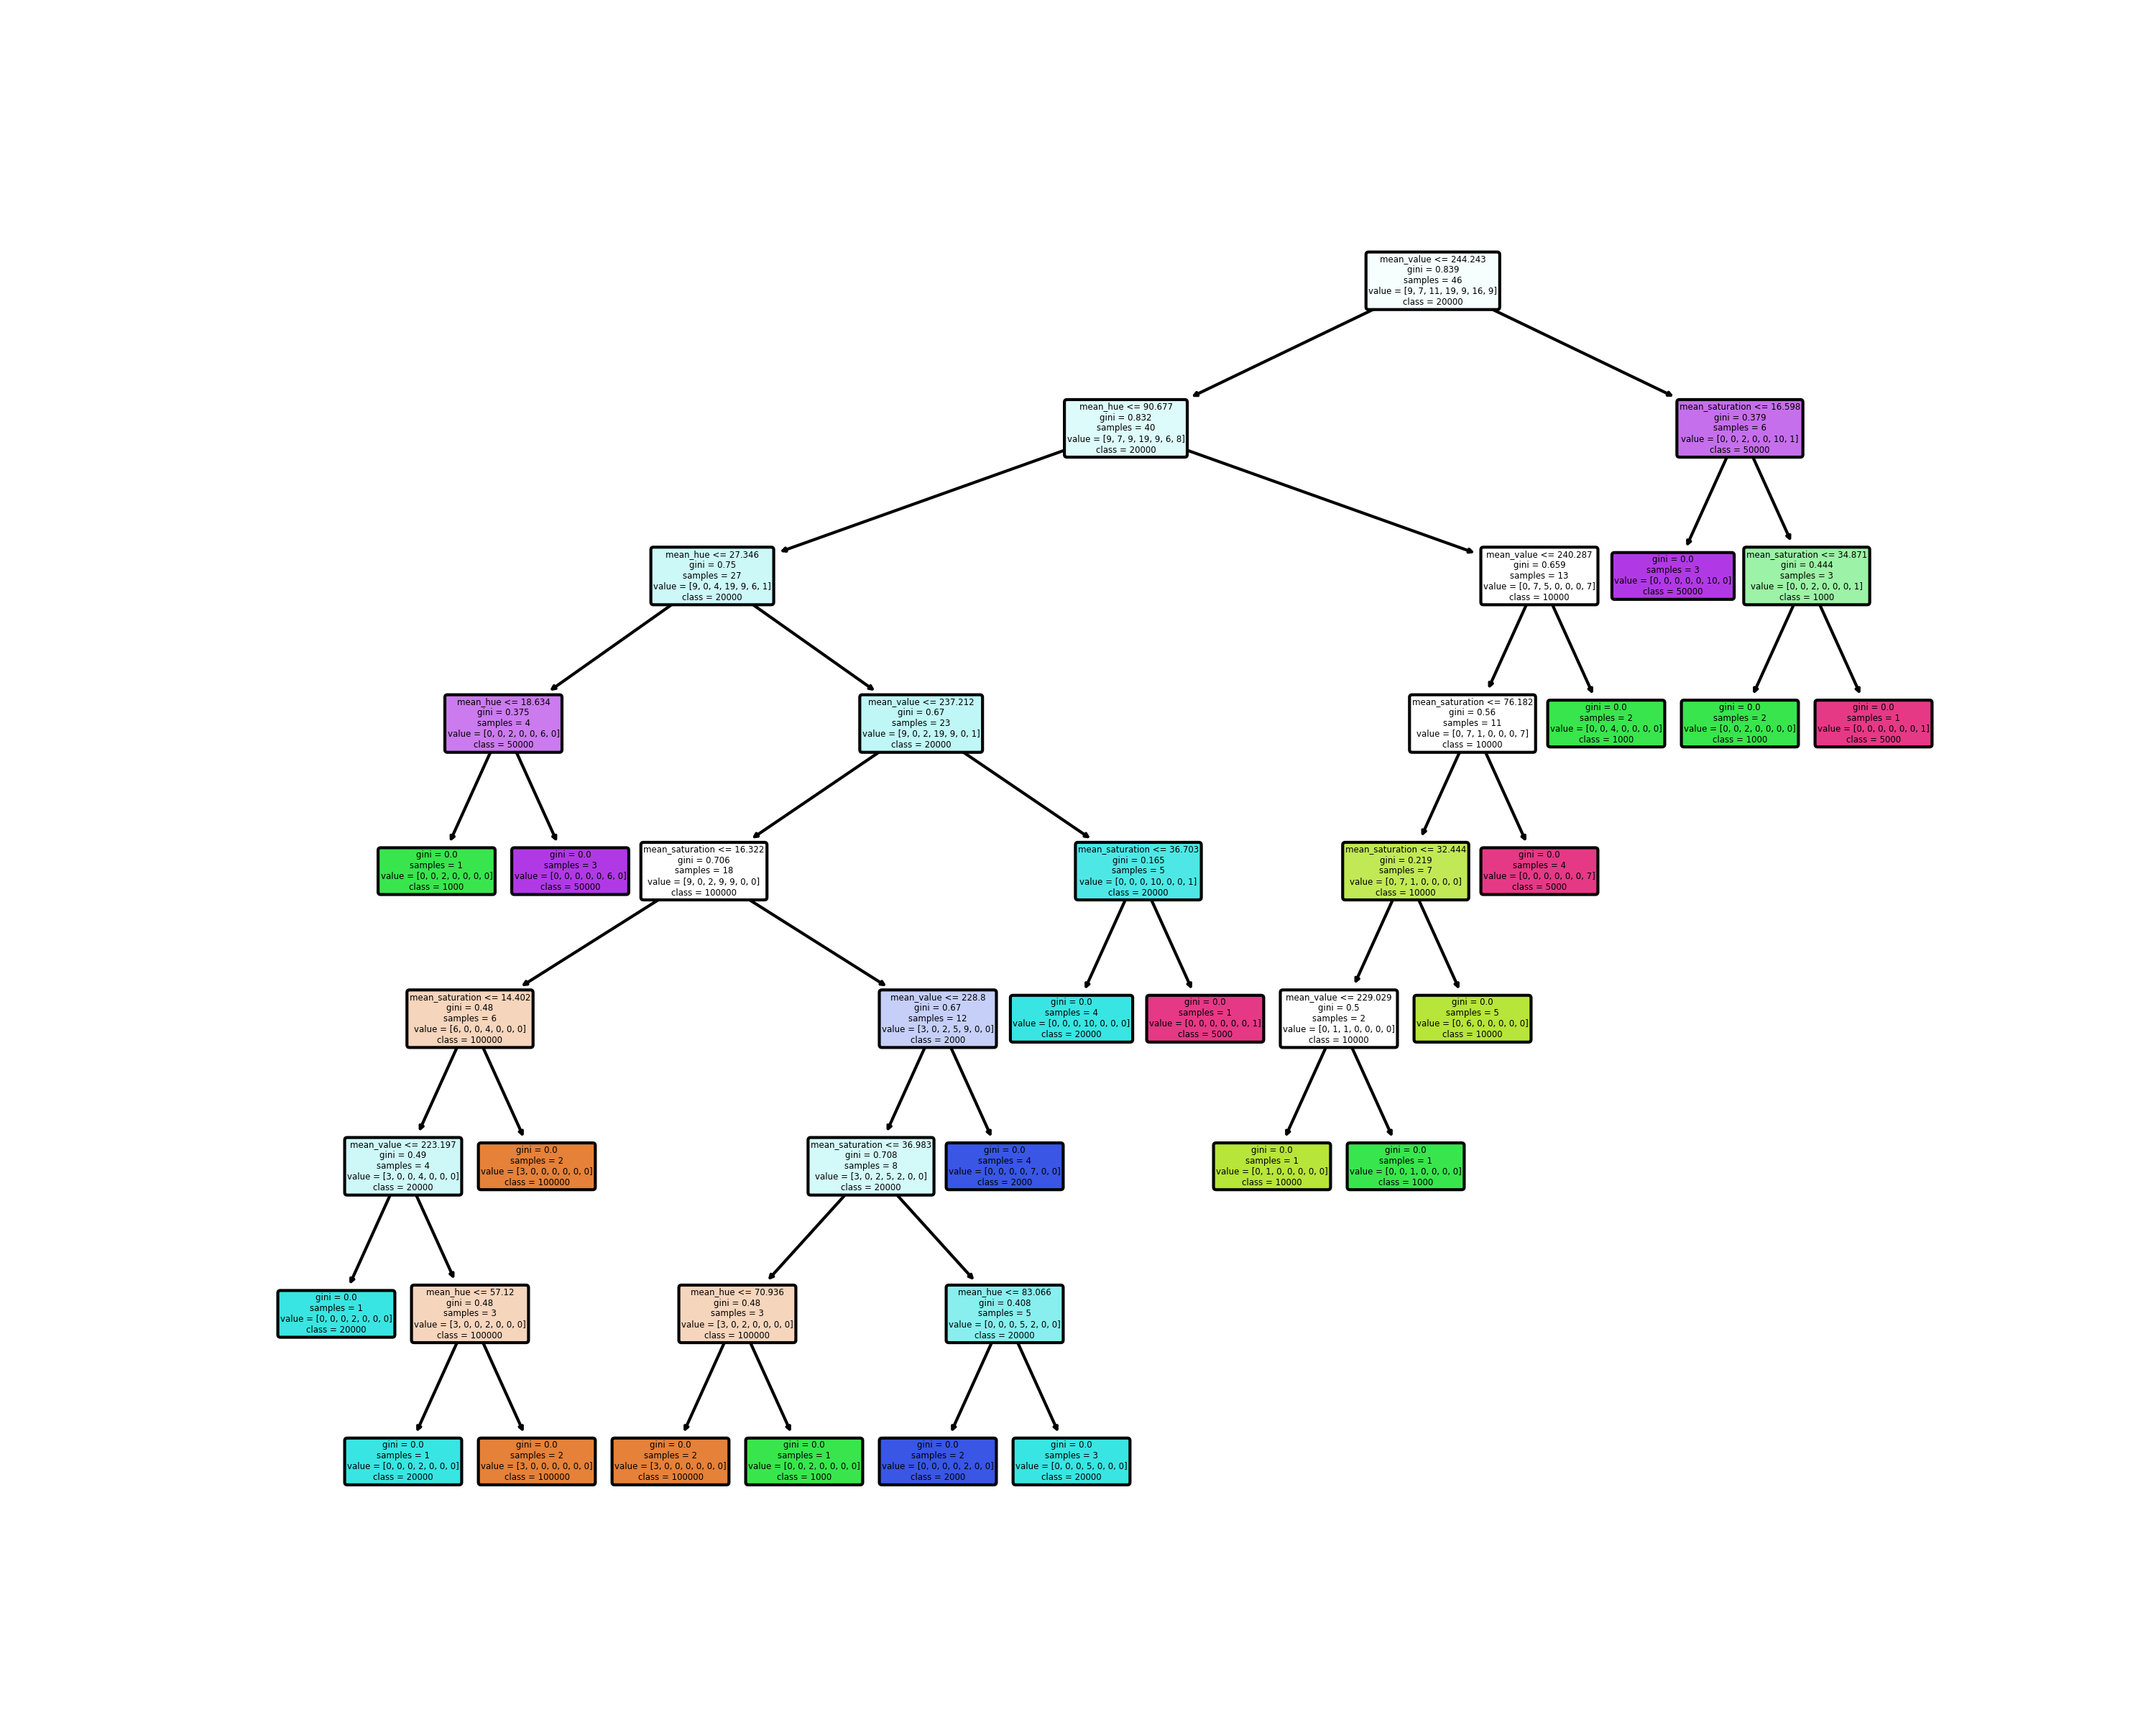 mean_value <= 244.243
gini = 0.839
samples = 46
value = [9, 7, 11, 19, 9, 16, 9]
class = 20000
mean_hue <= 90.677
gini = 0.832
samples = 40
value = [9, 7, 9, 19, 9, 6, 8]
class = 20000
mean_saturation <= 16.598
gini = 0.379
samples = 6
value = [0, 0, 2, 0, 0, 10, 1]
class = 50000
mean_hue <= 27.346
gini = 0.75
samples = 27
value = [9, 0, 4, 19, 9, 6, 1]
class = 20000
mean_value <= 240.287
gini = 0.659
samples = 13
value = [0, 7, 5, 0, 0, 0, 7]
class = 10000
gini = 0.0
samples = 3
value = [0, 0, 0, 0, 0, 10, 0]
class = 50000
mean_saturation <= 34.871
gini = 0.444
samples = 3
value = [0, 0, 2, 0, 0, 0, 1]
class = 1000
mean_hue <= 18.634
gini = 0.375
samples = 4
value = [0, 0, 2, 0, 0, 6, 0]
class = 50000
mean_value <= 237.212
gini = 0.67
samples = 23
value = [9, 0, 2, 19, 9, 0, 1]
class = 20000
mean_saturation <= 76.182
gini = 0.56
samples = 11
value = [0, 7, 1, 0, 0, 0, 7]
class = 10000
gini = 0.0
samples = 2
value = [0, 0, 4, 0, 0, 0, 0]
class = 1000
gini = 0.0
samples = 2
value = [0, 0, 2, 0, 0, 0, 0]
class = 1000
gini = 0.0
samples = 1
value = [0, 0, 0, 0, 0, 0, 1]
class = 5000
gini = 0.0
samples = 1
value = [0, 0, 2, 0, 0, 0, 0]
class = 1000
gini = 0.0
samples = 3
value = [0, 0, 0, 0, 0, 6, 0]
class = 50000
mean_saturation <= 16.322
gini = 0.706
samples = 18
value = [9, 0, 2, 9, 9, 0, 0]
class = 100000
mean_saturation <= 36.703
gini = 0.165
samples = 5
value = [0, 0, 0, 10, 0, 0, 1]
class = 20000
mean_saturation <= 32.444
gini = 0.219
samples = 7
value = [0, 7, 1, 0, 0, 0, 0]
class = 10000
gini = 0.0
samples = 4
value = [0, 0, 0, 0, 0, 0, 7]
class = 5000
mean_saturation <= 14.402
gini = 0.48
samples = 6
value = [6, 0, 0, 4, 0, 0, 0]
class = 100000
mean_value <= 228.8
gini = 0.67
samples = 12
value = [3, 0, 2, 5, 9, 0, 0]
class = 2000
gini = 0.0
samples = 4
value = [0, 0, 0, 10, 0, 0, 0]
class = 20000
gini = 0.0
samples = 1
value = [0, 0, 0, 0, 0, 0, 1]
class = 5000
mean_value <= 229.029
gini = 0.5
samples = 2
value = [0, 1, 1, 0, 0, 0, 0]
class = 10000
gini = 0.0
samples = 5
value = [0, 6, 0, 0, 0, 0, 0]
class = 10000
mean_value <= 223.197
gini = 0.49
samples = 4
value = [3, 0, 0, 4, 0, 0, 0]
class = 20000
gini = 0.0
samples = 2
value = [3, 0, 0, 0, 0, 0, 0]
class = 100000
mean_saturation <= 36.983
gini = 0.708
samples = 8
value = [3, 0, 2, 5, 2, 0, 0]
class = 20000
gini = 0.0
samples = 4
value = [0, 0, 0, 0, 7, 0, 0]
class = 2000
gini = 0.0
samples = 1
value = [0, 1, 0, 0, 0, 0, 0]
class = 10000
gini = 0.0
samples = 1
value = [0, 0, 1, 0, 0, 0, 0]
class = 1000
gini = 0.0
samples = 1
value = [0, 0, 0, 2, 0, 0, 0]
class = 20000
mean_hue <= 57.12
gini = 0.48
samples = 3
value = [3, 0, 0, 2, 0, 0, 0]
class = 100000
mean_hue <= 70.936
gini = 0.48
samples = 3
value = [3, 0, 2, 0, 0, 0, 0]
class = 100000
mean_hue <= 83.066
gini = 0.408
samples = 5
value = [0, 0, 0, 5, 2, 0, 0]
class = 20000
gini = 0.0
samples = 1
value = [0, 0, 0, 2, 0, 0, 0]
class = 20000
gini = 0.0
samples = 2
value = [3, 0, 0, 0, 0, 0, 0]
class = 100000
gini = 0.0
samples = 2
value = [3, 0, 0, 0, 0, 0, 0]
class = 100000
gini = 0.0
samples = 1
value = [0, 0, 2, 0, 0, 0, 0]
class = 1000
gini = 0.0
samples = 2
value = [0, 0, 0, 0, 2, 0, 0]
class = 2000
gini = 0.0
samples = 3
value = [0, 0, 0, 5, 0, 0, 0]
class = 20000